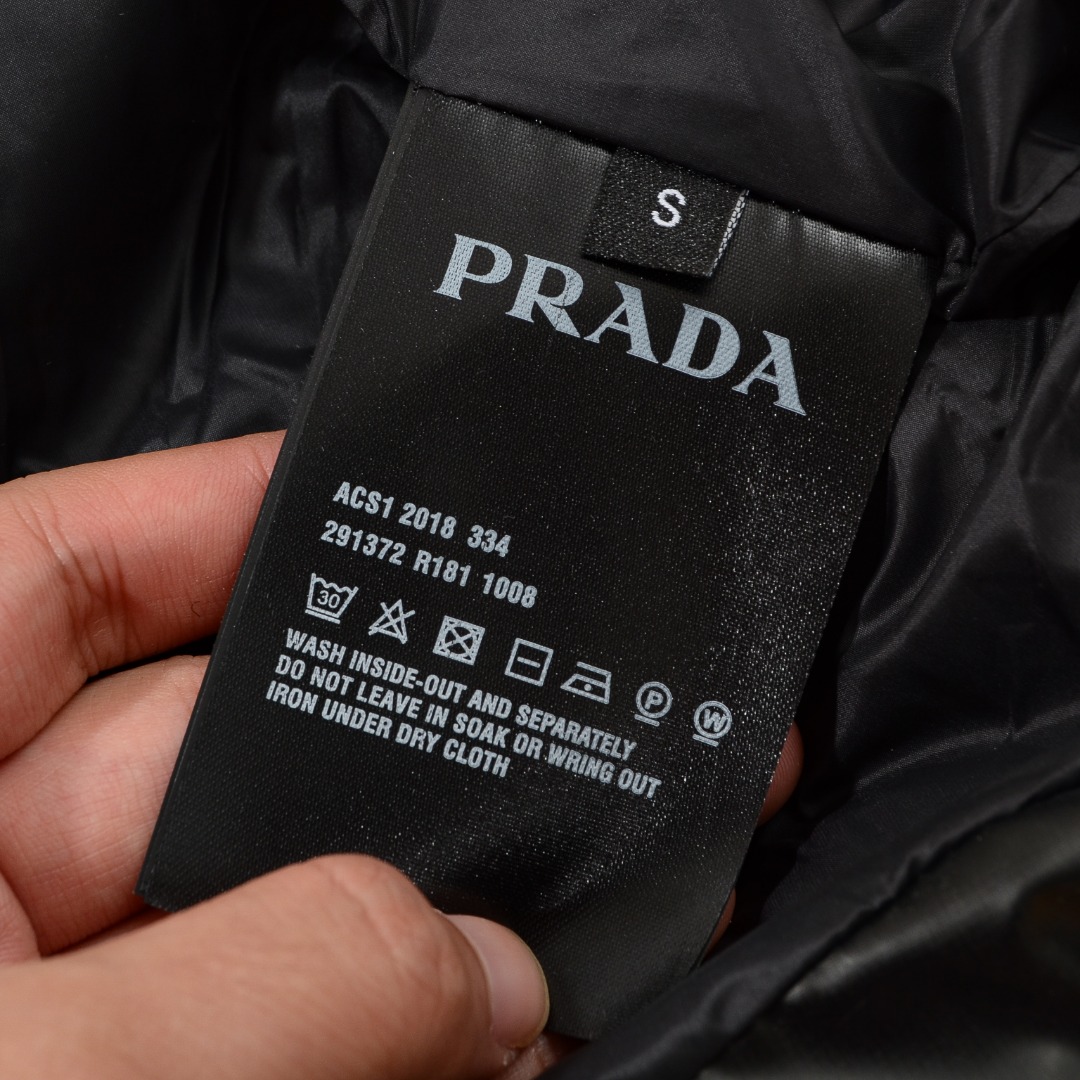 S
PRADA
ACS1 2018 334
291372 R181 1008
30
P
W
WASH INSIDE-OUT AND SEPARATELY
DO NOT LEAVE IN SOAK OR WRING OUT
IRON UNDER DRY CLOTH